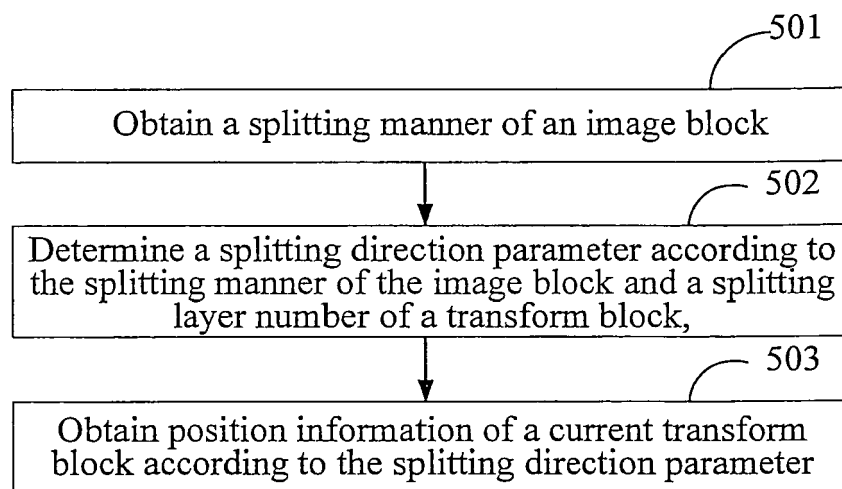 501
Obtain a splitting manner of an image block
502
Determine a splitting direction parameter according to
the splitting manner of the image block and a splitting
layer number of a transform block,
503
Obtain position information of a current transform
block according to the splitting direction parameter